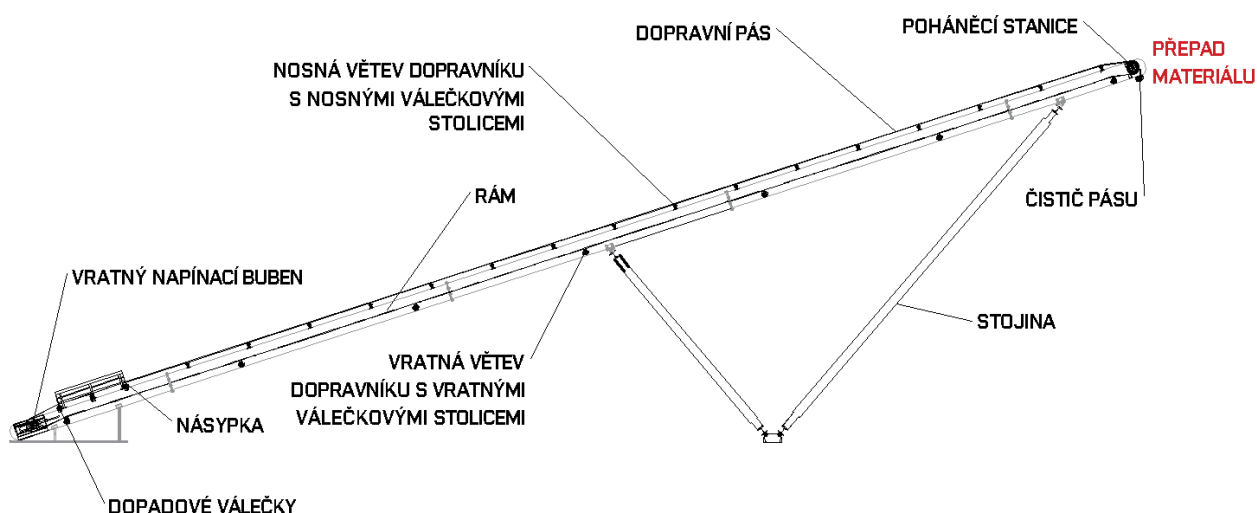 DOPRAVNÍ PÁS
POHÁNĚCÍ STANICE
PŘEPAD
MATERIÁLU
NOSNÁ VĚTEV DOPRAVNÍKU
S NOSNÝMI VÁLEČKOVÝMI
STOLICEMI
RÁM
ČISTIČ PÁSU
VRATNÝ NAPÍNACÍ BUBEN
STOJINA
VRATNÁ VĚTEV
DOPRAVNÍKU S VRATNÝMI
VÁLEČKOVÝMI STOLICEMI
NÁSYPKA
DOPADOVÉ VÁLEČKY